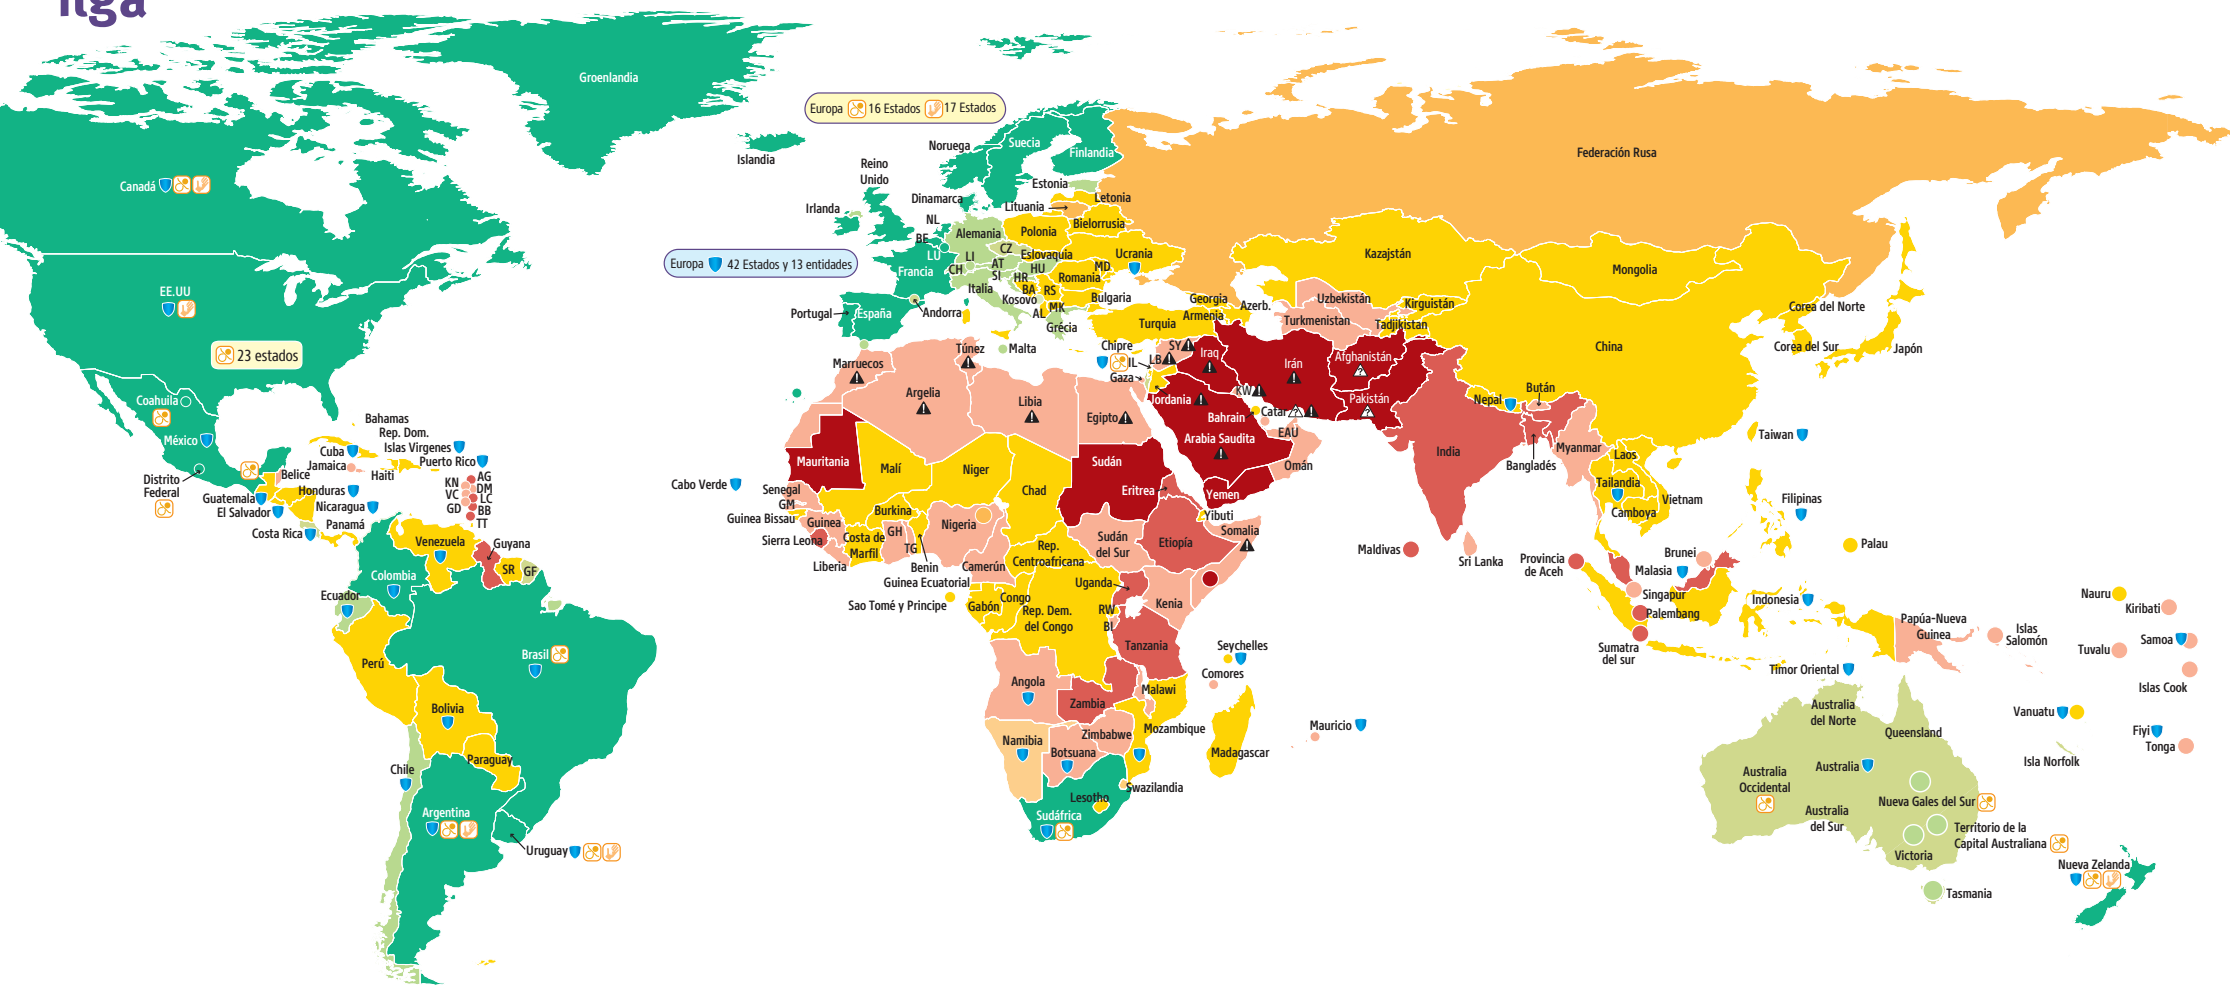 ilga
Groenlandia
Europa 16 Estados 17 Estados
Islandia
Noruega
Suecia
Finlandia
Federación Rusa
Canadá
Reino
Unido
Estonia
Letonia
Dinamarca
Lituania
Irlanda
NL
Bielorrusia
BE
Alemania
Polonia
LU
CZ
Ucrania
Europa 42 Estados y 13 entidades
LI
Eslovaquia
AT
Francia
CH
HU
MD
SI
HR
Romania
Italia
BA
RS
Kosovo
Bulgaria
MK
AL
Grecia
Portugal
España
Andorra
Malta
Georgia
Azerb.
Armenia
Turquia
Kazajstán
Mongolia
Uzbekistán
Kirguistán
Turkmenistan
Tadjikistan
China
Corea del Norte
Corea del Sur
Japón
EE.UU
23 estados
Coahuila
México
Distrito
Federal
Bahamas
Rep. Dom.
Islas Virgenes
Cuba
Puerto Rico
Jamaica
Haiti
Belice
Honduras
Guatemala
Nicaragua
El Salvador
Costa Rica
Panamá
KN
AG
DM
VC
LC
GD
BB
TT
Venezuela
Guyana
SR
GF
Colombia
Ecuador
Perú
Brasil
Bolivia
Paraguay
Chile
Argentina
Uruguay
Chipre
SY
IL
LB
Gaza
Iraq
Irán
Afghanistán
Jordania
KW
Pakistán
Bahrain
Catar
Arabia Saudita
EAU
Omán
Yemen
Marruecos
Túnez
Argelia
Libia
Egipto
Mauritania
Malí
Niger
Chad
Sudán
Eritrea
Yibuti
Somalia
Cabo Verde
Senegal
GM
Guinea Bissau
Guinea
Sierra Leona
Liberia
Burkina
Costa de
Marfil
GH
TG
Benin
Nigeria
Camerún
Guinea Ecuatorial
Sao Tomé y Principe
Rep.
Centroafricana
Sudán
del Sur
Etiopía
Uganda
Kenia
Gabón
Congo
Rep. Dem.
del Congo
RW
BI
Tanzania
Seychelles
Comores
Angola
Malawi
Zambia
Mozambique
Zimbabwe
Namibia
Botsuana
Madagascar
Mauricio
Swazilandia
Lesotho
Sudáfrica
Nepal
Bután
India
Bangladés
Myanmar
Laos
Tailandia
Vietnam
Camboya
Taiwan
Filipinas
Maldivas
Sri Lanka
Provincia
de Aceh
Brunei
Malasia
Singapur
Palembang
Sumatra
del sur
Indonesia
Timor Oriental
Palau
Papúa-Nueva
Guinea
Islas
Salomón
Nauru
Kiribati
Tuvalu
Samoa
Islas Cook
Vanuatu
Fiyi
Tonga
Isla Norfolk
Australia
del Norte
Queensland
Australia
Australia
Occidental
Australia
del Sur
Nueva Gales del Sur
Territorio de la
Capital Australiana
Victoria
Tasmania
Nueva Zelanda